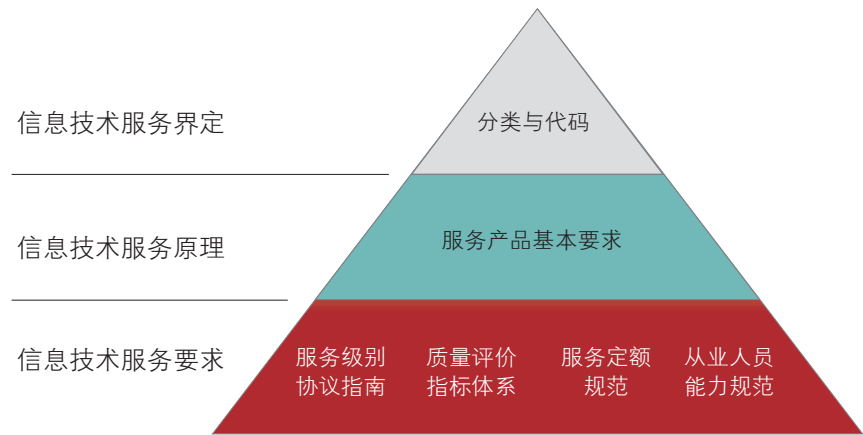 信息技术服务界定
分类与代码
信息技术服务原理
服务产品基本要求
信息技术服务要求
服务级别
协议指南
质量评价
指标体系
服务定额
规范
从业人员
能力规范